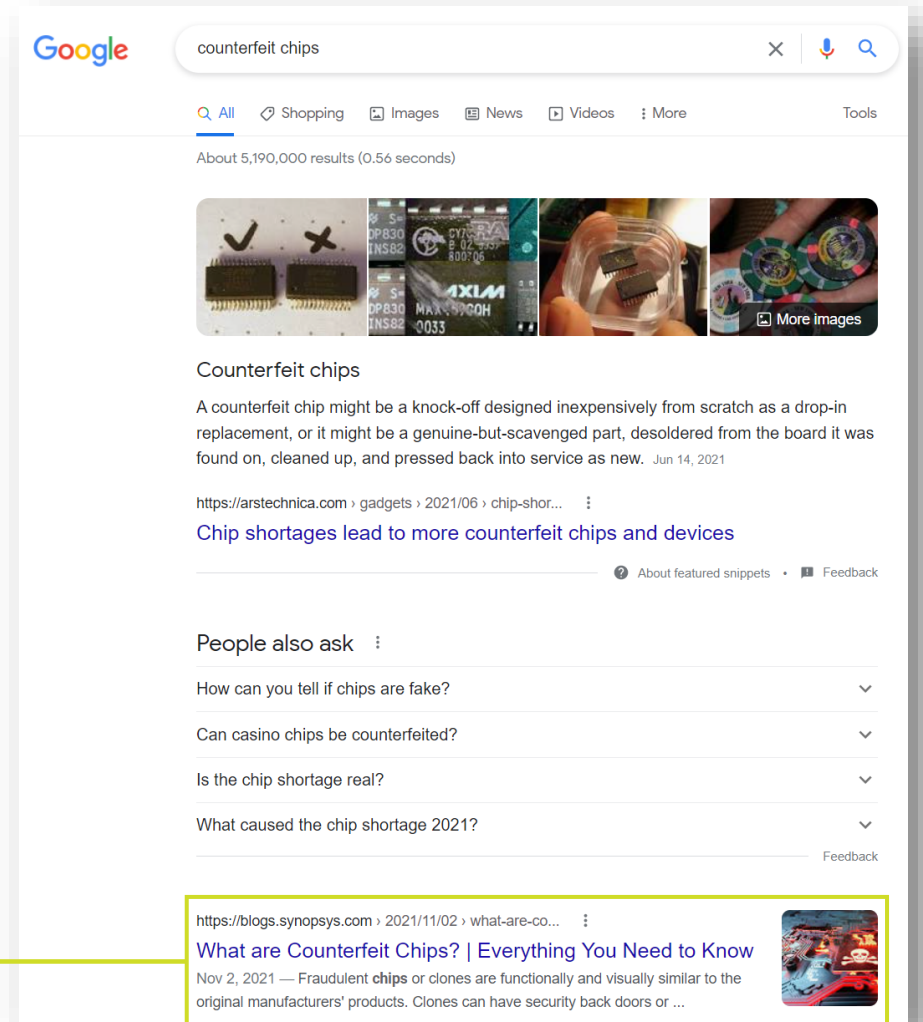 Google
counterfeit chips
All Shopping Images News Videos More Tools
About 5,190,000 results (0.56 seconds)
DP830
INS82
800706
MAXIM
DP830
INS82
0033
More images
Counterfeit chips
A counterfeit chip might be a knock-off designed inexpensively from scratch as a drop-in
replacement, or it might be a genuine-but-scavenged part, desoldered from the board it was
found on, cleaned up, and pressed back into service as new. Jun 14, 2021
https://arstechnica.com › gadgets › 2021/06 › chip-shor...
Chip shortages lead to more counterfeit chips and devices
About featured snippets • Feedback
People also ask
How can you tell if chips are fake?
Can casino chips be counterfeited?
Is the chip shortage real?
What caused the chip shortage 2021?
Feedback
https://blogs.synopsys.com › 2021/11/02 › what-are-co...
What are Counterfeit Chips? | Everything You Need to Know
Nov 2, 2021 — Fraudulent chips or clones are functionally and visually similar to the
original manufacturers' products. Clones can have security back doors or ...